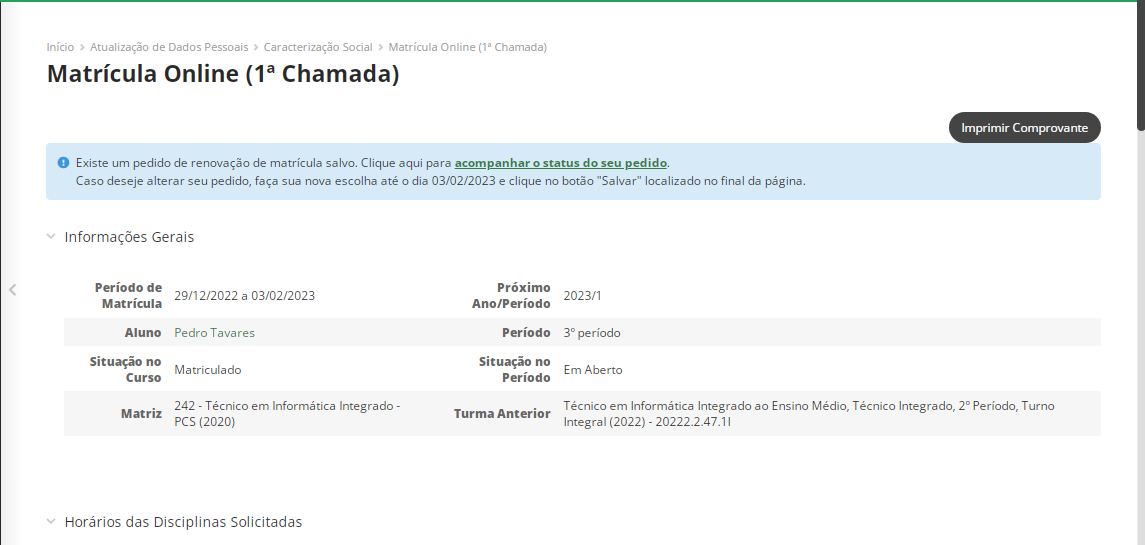 Início > Atualização de Dados Pessoais > Caracterização Social > Matrícula Online (1ª Chamada)
Matrícula Online (1ª Chamada)
Imprimir Comprovante
Existe um pedido de renovação de matrícula salvo. Clique aqui para acompanhar o status do seu pedido.
Caso deseje alterar seu pedido, faça sua nova escolha até o dia 03/02/2023 e clique no botão "Salvar" localizado no final da página.
Informações Gerais
Período de
Matrícula
29/12/2022 a 03/02/2023
Próximo
Ano/Período
2023/1
Aluno
Pedro Tavares
Período
3º período
Situação no
Curso
Matriculado
Situação no
Período
Em Aberto
Matriz
242 - Técnico em Informática Integrado -
PCS (2020)
Turma Anterior
Técnico em Informática Integrado ao Ensino Médio, Técnico Integrado, 2º Período, Turno
Integral (2022) - 20222.2.47.1I
Horários das Disciplinas Solicitadas